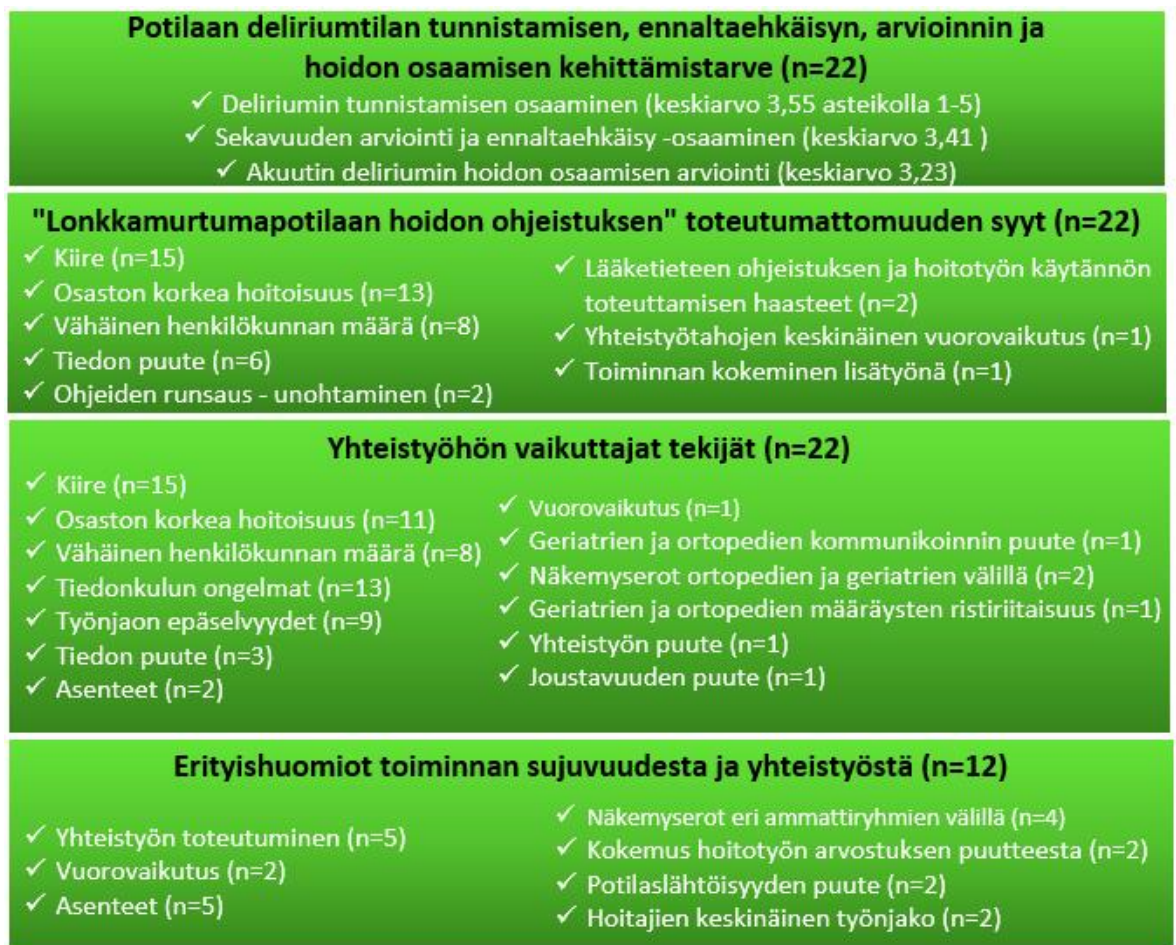 Potilaan deliriumtilan tunnistamisen, ennaltaehkäisyn, arvioinnin ja
hoidon osaamisen kehittämistarve (n=22)
✓ Deliriumin tunnistamisen osaaminen (keskiarvo 3,55 asteikolla 1-5)
✓ Sekavuuden arviointi ja ennaltaehkäisy -osaaminen (keskiarvo 3,41 )
✓ Akuutin deliriumin hoidon osaamisen arviointi (keskiarvo 3,23)
"Lonkkamurtumapotilaan hoidon ohjeistuksen" toteutumattomuuden syyt (n=22)
✓ Kiire (n=15)
✓ Osaston korkea hoitoisuus (n=13)
✓ Vähäinen henkilökunnan määrä (n=8)
✓ Tiedon puute (n=6)
✓ Ohjeiden runsaus - unohtaminen (n=2)
✓ Lääketieteen ohjeistuksen ja hoitotyön käytännön
toteuttamisen haasteet (n=2)
✓ Yhteistyötahojen keskinäinen vuorovaikutus (n=1)
✓ Toiminnan kokeminen lisätyönä (n=1)
Yhteistyöhön vaikuttajat tekijät (n=22)
✓ Kiire (n=15)
✓ Osaston korkea hoitoisuus (n=11)
✓ Vähäinen henkilökunnan määrä (n=8)
✓ Tiedonkulun ongelmat (n=13)
✓ Työnjaon epäselvyydet (n=9)
✓ Tiedon puute (n=3)
✓ Asenteet (n=2)
✓ Vuorovaikutus (n=1)
✓ Geriatrien ja ortopedien kommunikoinnin puute (n=1)
✓ Näkemyserot ortopedien ja geriatrien välillä (n=2)
✓ Geriatrien ja ortopedien määräysten ristiriitaisuus (n=1)
✓ Yhteistyön puute (n=1)
✓ Joustavuuden puute (n=1)
Erityishuomiot toiminnan sujuvuudesta ja yhteistyöstä (n=12)
✓ Yhteistyön toteutuminen (n=5)
✓ Vuorovaikutus (n=2)
✓ Asenteet (n=5)
✓ Näkemyserot eri ammattiryhmien välillä (n=4)
✓ Kokemus hoitotyön arvostuksen puutteesta (n=2)
✓ Potilaslähtöisyyden puute (n=2)
✓ Hoitajien keskinäinen työnjako (n=2)